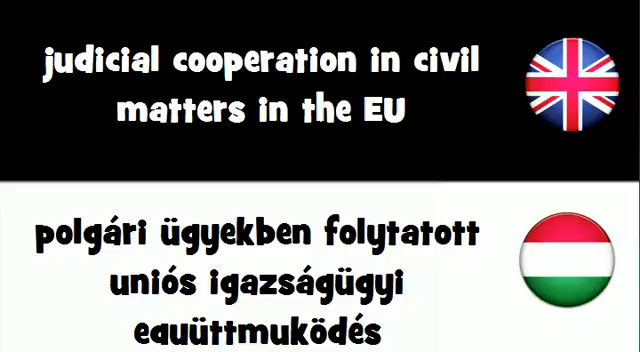 judicial cooperation in civil
matters in the EU
polgári ügyekben folytatott
uniós igazságügyi
együttmuködés